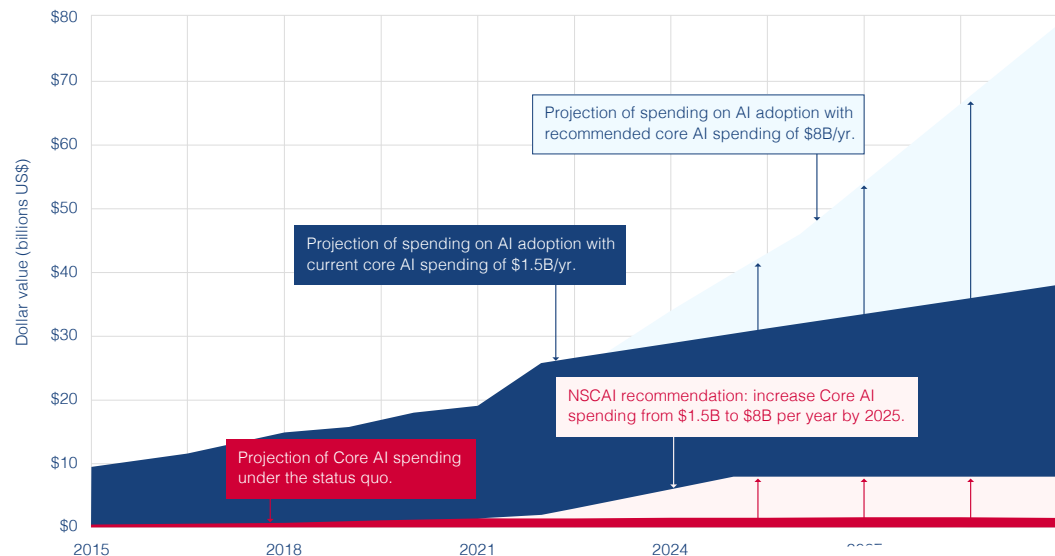 $80
$70
$60
$50
$40
$30
$20
$10
$0
Dollar value (billions US$)
Projection of spending on AI adoption with
recommended core AI spending of $8B/yr.
Projection of spending on AI adoption with
current core AI spending of $1.5B/yr.
NSCAI recommendation: increase Core AI
spending from $1.5B to $8B per year by 2025.
Projection of Core AI spending
under the status quo.
2015
2018
2021
2024